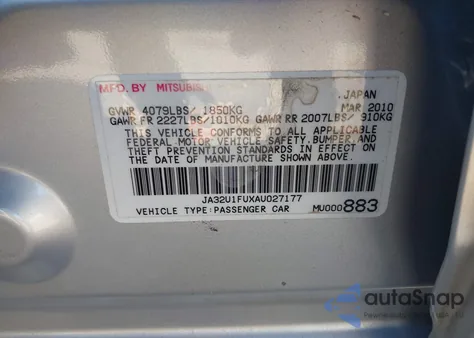 MFD. BY MITSUBIS JAPAN
GVWR 4079LBS/ 1850KG MAR 2010
GAWR FR 2227LBS/1010KG GAWR RR 2007LBS/ 910KG
THIS VEHICLE CONFORMS TO ALL APPLICABLE
FEDERAL MOTOR VEHICLE SAFETY,BUMPER,AND
THEFT PREVENTION STANDARDS IN EFFECT ON
THE DATE OF MANUFACTURE SHOWN ABOVE.
JA32U1FUXAU027177
VEHICLE TYPE:PASSENGER CAR MU000883
autoSnap